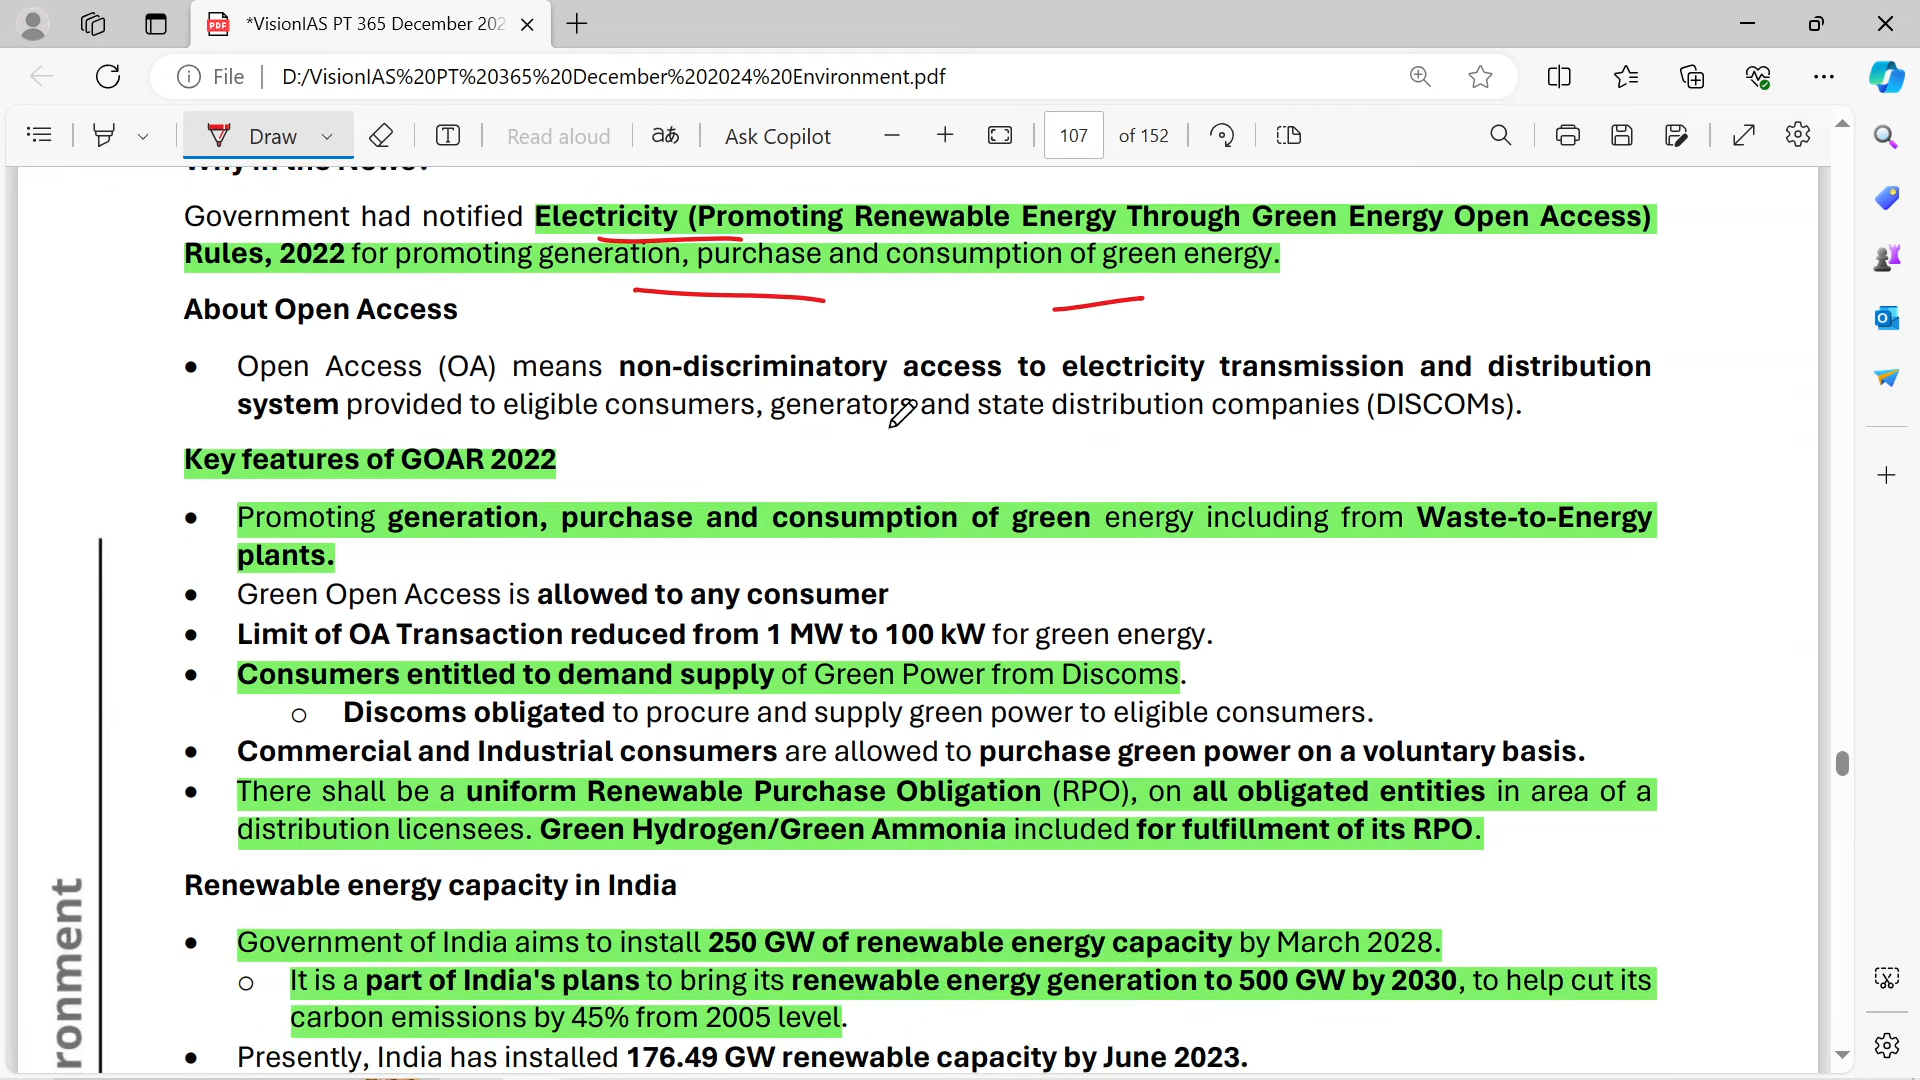 *VisionIAS PT 365 December 202
File
D:/VisionIAS%20PT%20365%20December%202024%20Environment.pdf
Draw
Read aloud
aあ
Ask Copilot
107 of 152
Why in the News?
Government had notified Electricity (Promoting Renewable Energy Through Green Energy Open Access)
Rules, 2022 for promoting generation, purchase and consumption of green energy.
About Open Access
• Open Access (OA) means non-discriminatory access to electricity transmission and distribution
system provided to eligible consumers, generators and state distribution companies (DISCOMs).
Key features of GOAR 2022
• Promoting generation, purchase and consumption of green energy including from Waste-to-Energy
plants.
• Green Open Access is allowed to any consumer
• Limit of OA Transaction reduced from 1 MW to 100 kW for green energy.
• Consumers entitled to demand supply of Green Power from Discoms.
o Discoms obligated to procure and supply green power to eligible consumers.
• Commercial and Industrial consumers are allowed to purchase green power on a voluntary basis.
• There shall be a uniform Renewable Purchase Obligation (RPO), on all obligated entities in area of a
distribution licensees. Green Hydrogen/Green Ammonia included for fulfillment of its RPO.
Renewable energy capacity in India
• Government of India aims to install 250 GW of renewable energy capacity by March 2028.
o It is a part of India's plans to bring its renewable energy generation to 500 GW by 2030, to help cut its
carbon emissions by 45% from 2005 level.
• Presently, India has installed 176.49 GW renewable capacity by June 2023.
ronment